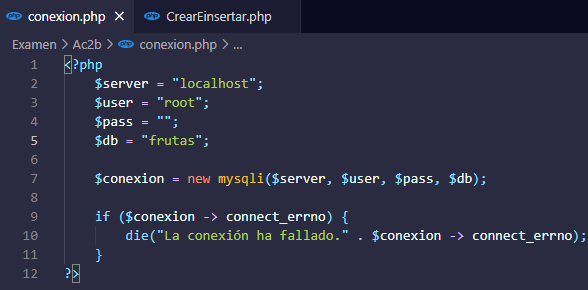 conexion.php × CrearEinsertar.php
Examen > Ac2b > conexion.php > ...
1 <?php
2 $server = "localhost";
3 $user = "root";
4 $pass = "";
5 $db = "frutas";
6
7 $conexion = new mysqli($server, $user, $pass, $db);
8
9 if ($conexion -> connect_errno) {
10 die("La conexión ha fallado." . $conexion -> connect_errno);
11 }
12 ?>